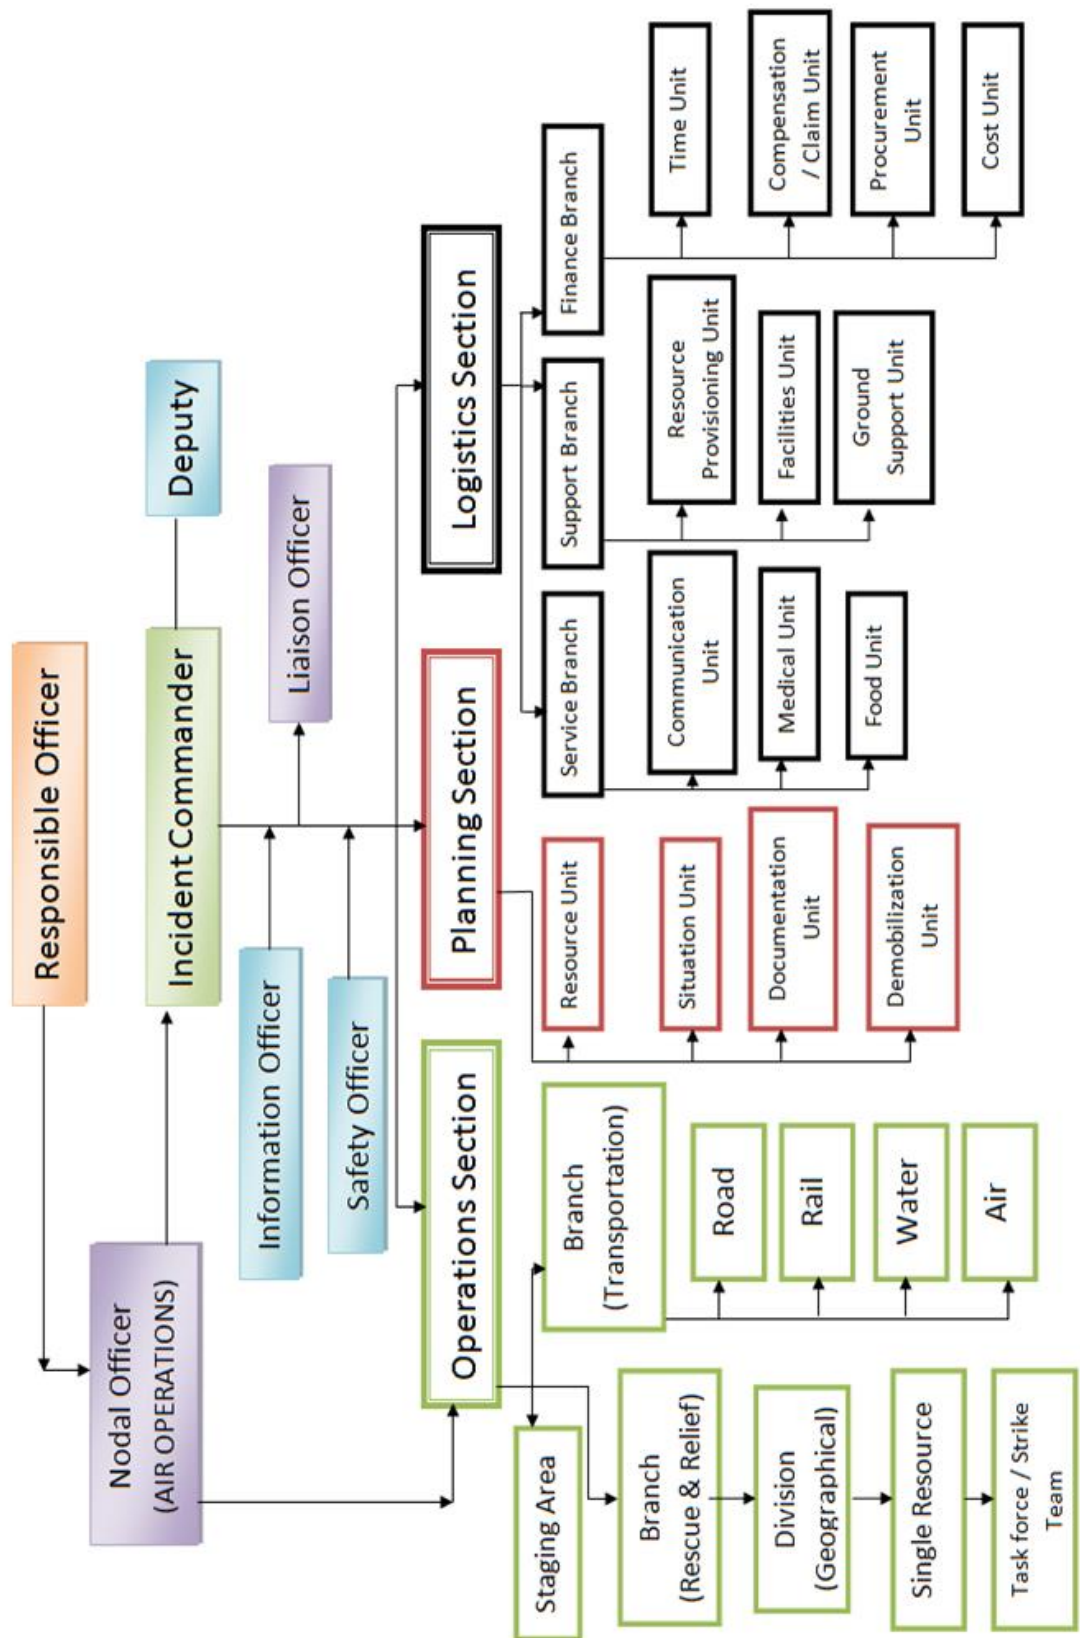 Responsible Officer
Nodal Officer
(AIR OPERATIONS)
Incident Commander
Deputy
Information Officer
Liaison Officer
Safety Officer
Operations Section
Planning Section
Logistics Section
Staging Area
Branch
(Transportation)
Road
Rail
Water
Air
Branch
(Rescue & Relief)
Division
(Geographical)
Single Resource
Task force / Strike
Team
Resource Unit
Situation Unit
Documentation
Unit
Demobilization
Unit
Service Branch
Communication
Unit
Medical Unit
Food Unit
Support Branch
Resource
Provisioning Unit
Facilities Unit
Ground
Support Unit
Finance Branch
Time Unit
Compensation
/ Claim Unit
Procurement
Unit
Cost Unit